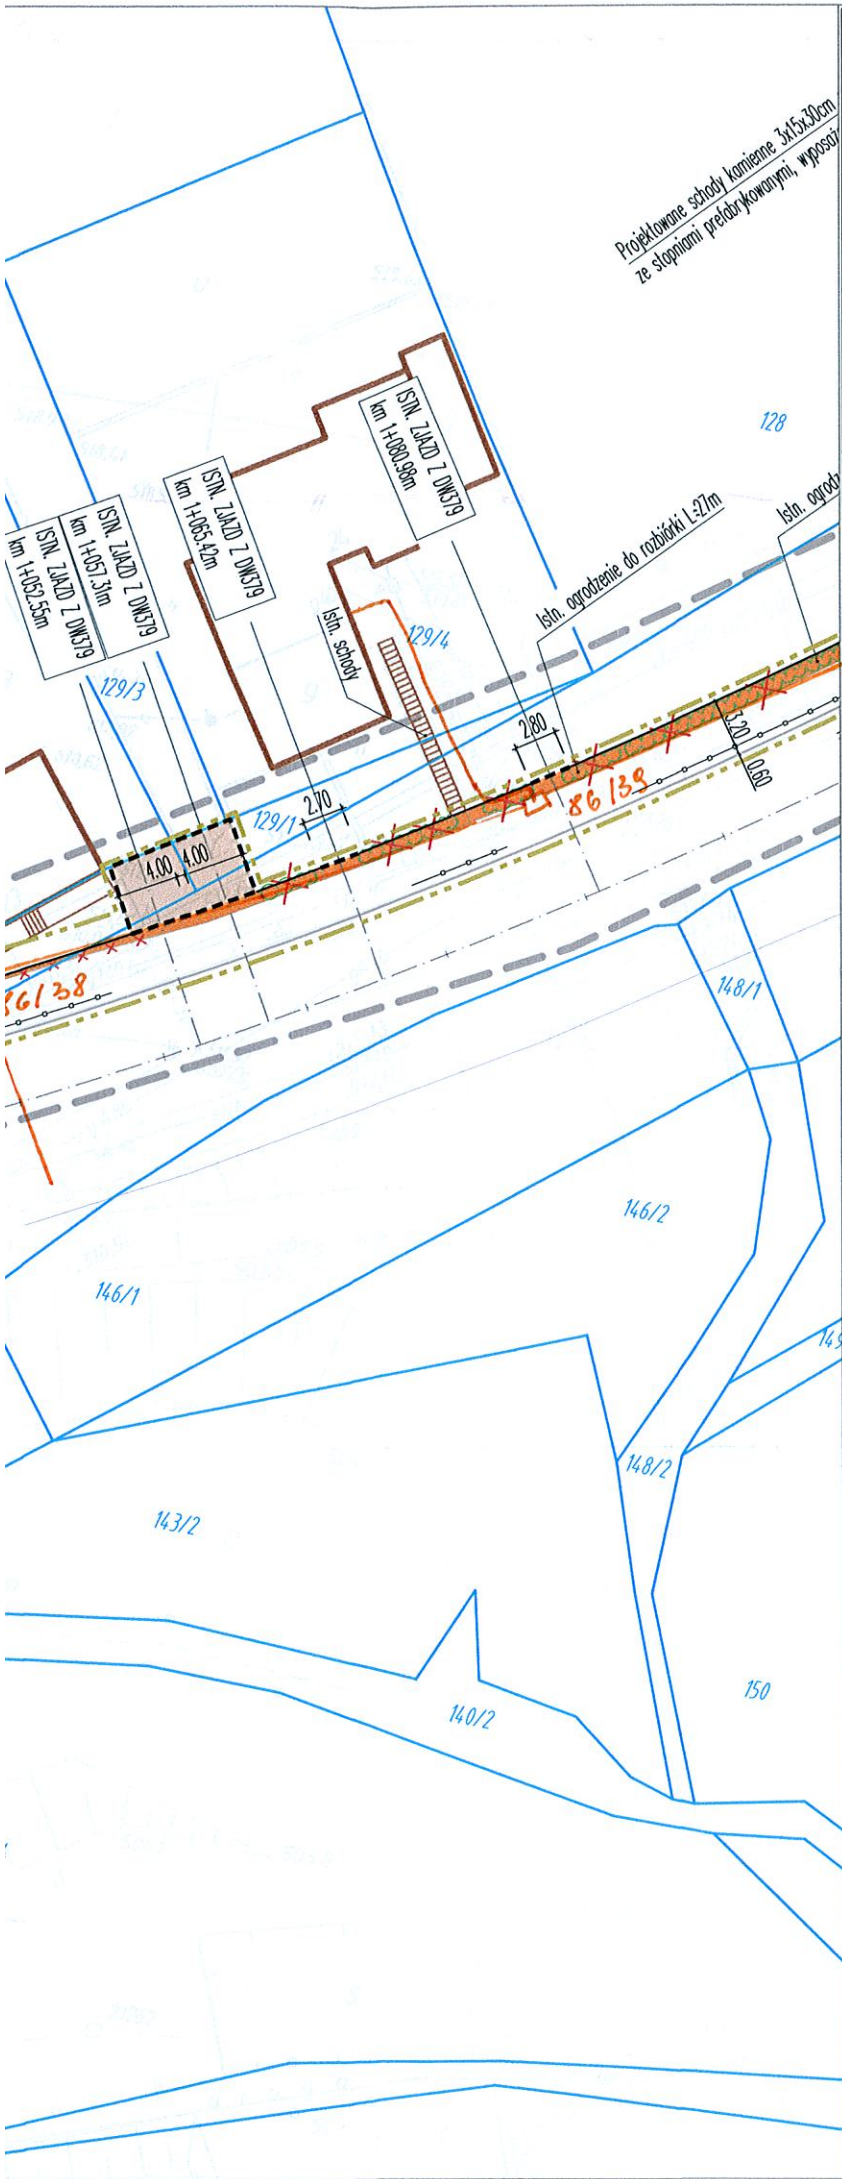 Projektowane schody kamienne 3x15x30cm
ze stopniami prefabrykowanymi,
128
ISTN. ZJAZD Z DW379
km 1+080.98m
ISTN. ZJAZD Z DW379
km 1+065.42m
ISTN. ZJAZD Z DW379
km 1+057.31m
ISTN. ZJAZD Z DW379
km 1+052.55m
Istn. ogrodzenie do rozbiórki L=27m
Istn.
Istn. schody
129/4
129/3
2.80
3.20
0.60
86/39
2.70
129/1
4.00
4.00
86/38
148/1
146/2
146/1
148/2
143/2
150
140/2